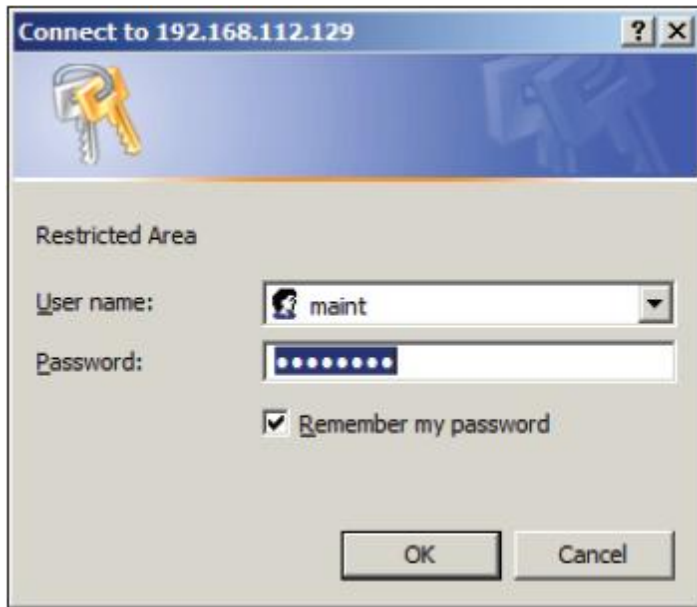 Connect to 192.168.112.129
Restricted Area
User name: maint
Password: ••••••••
Remember my password
OK Cancel